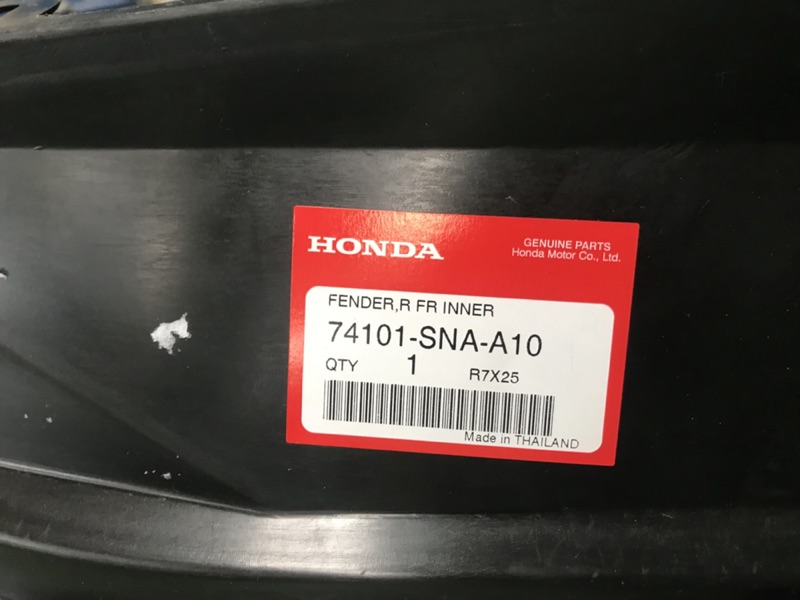 HONDA
GENUINE PARTS
Honda Motor Co., Ltd.
FENDER,R FR INNER
74101-SNA-A10
QTY 1 R7X25
Made in THAILAND